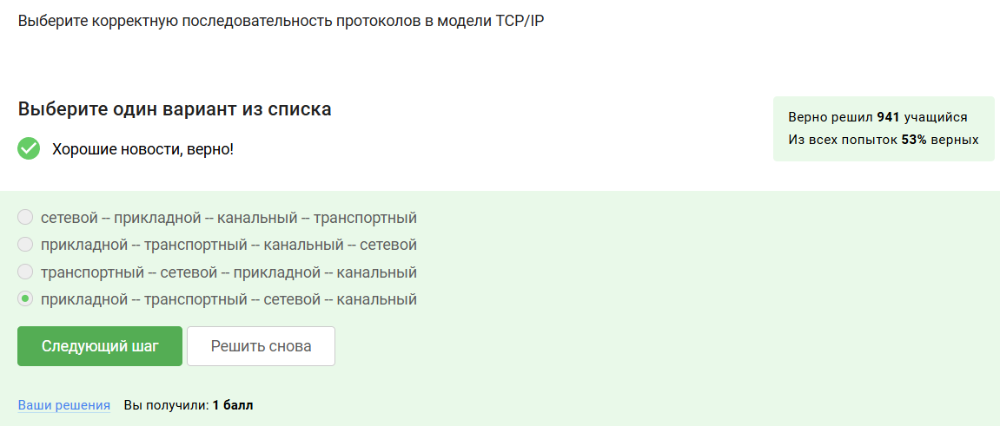 Выберите корректную последовательность протоколов в модели TCP/IP
Выберите один вариант из списка
Верно решил 941 учащийся
Из всех попыток 53% верных
Хорошие новости, верно!
сетевой -- прикладной -- канальный -- транспортный
прикладной -- транспортный -- канальный -- сетевой
транспортный -- сетевой -- прикладной -- канальный
прикладной -- транспортный -- сетевой -- канальный
Следующий шаг
Решить снова
Ваши решения Вы получили: 1 балл